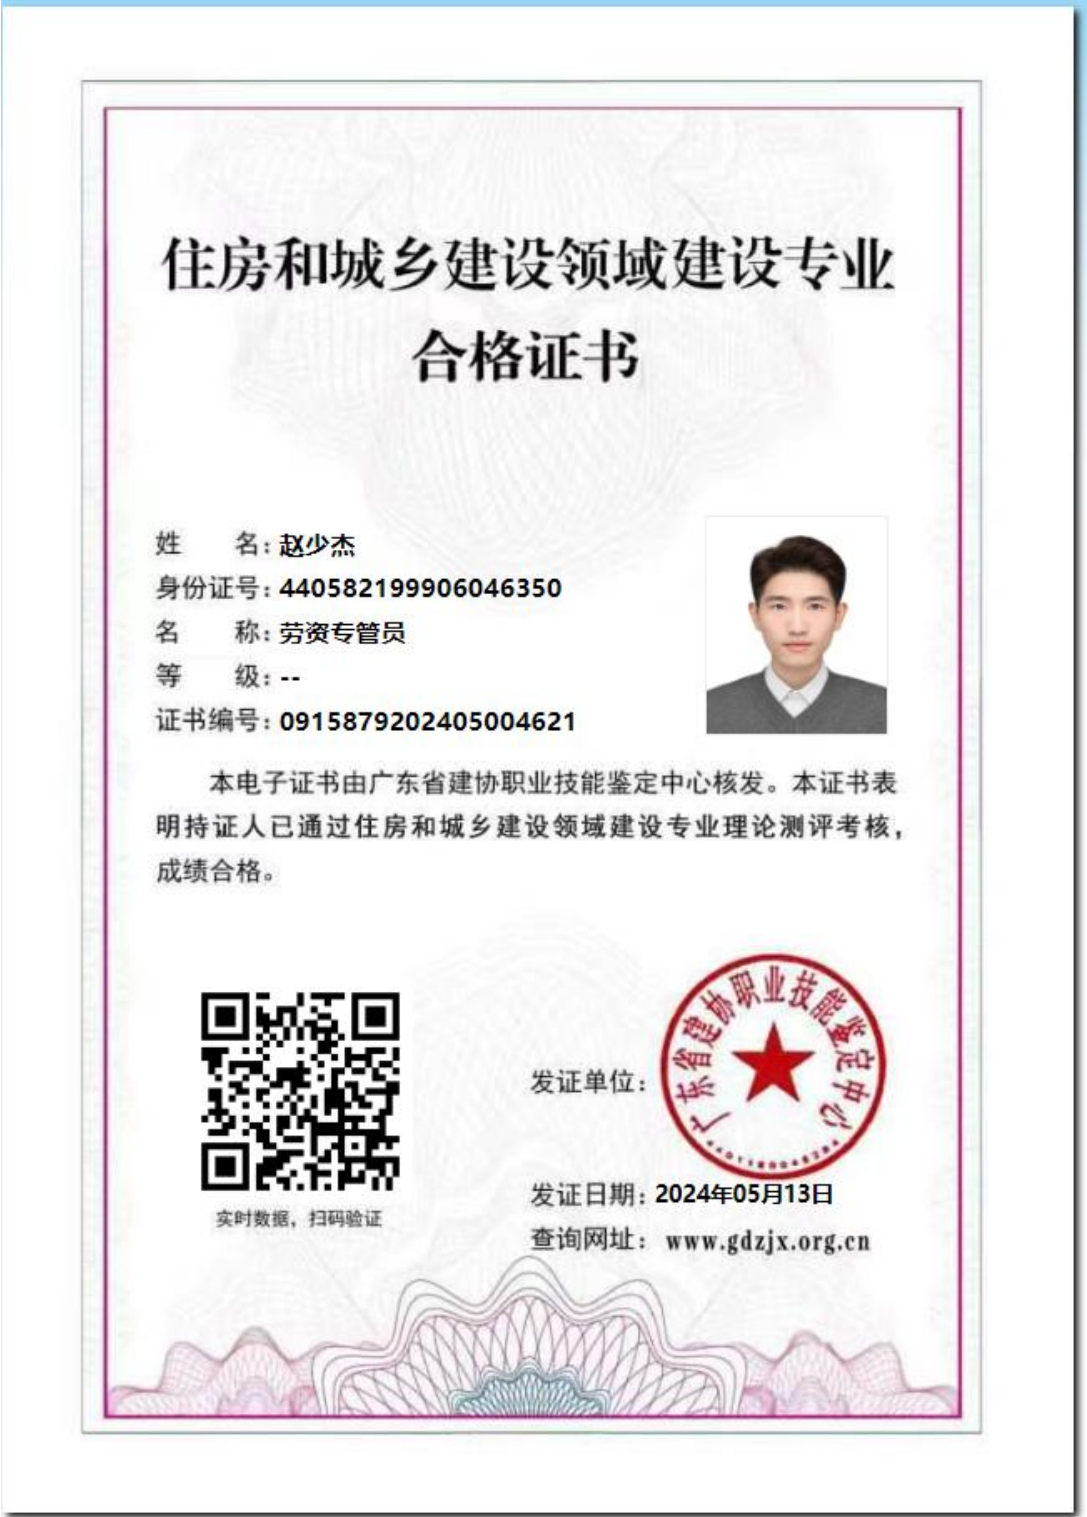 住房和城乡建设领域建设专业
合格证书
姓 名：赵少杰
身份证号：440582199906046350
名 称：劳资专管员
等 级：--
证书编号：0915879202405004621
本电子证书由广东省建协职业技能鉴定中心核发。本证书表
明持证人已通过住房和城乡建设领域建设专业理论测评考核，
成绩合格。
实时数据，扫码验证
广东省建协职业技能鉴定中心
发证单位：
发证日期：2024年05月13日
查询网址：www.gdzjx.org.cn